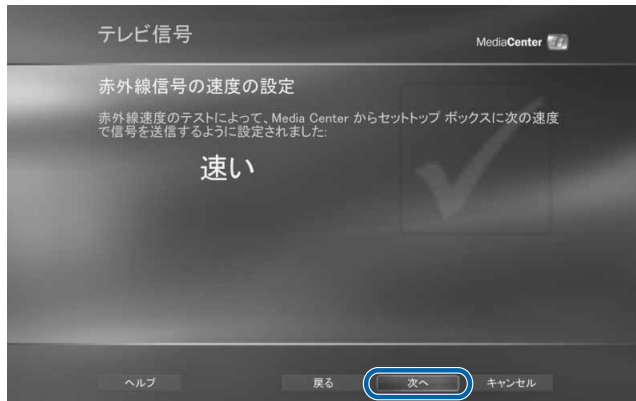 テレビ信号
MediaCenter
赤外線信号の速度の設定
赤外線速度のテストによって、Media Center からセットトップ ボックスに次の速度
で信号を送信するように設定されました:
速い
ヘルプ
戻る
次へ
キャンセル